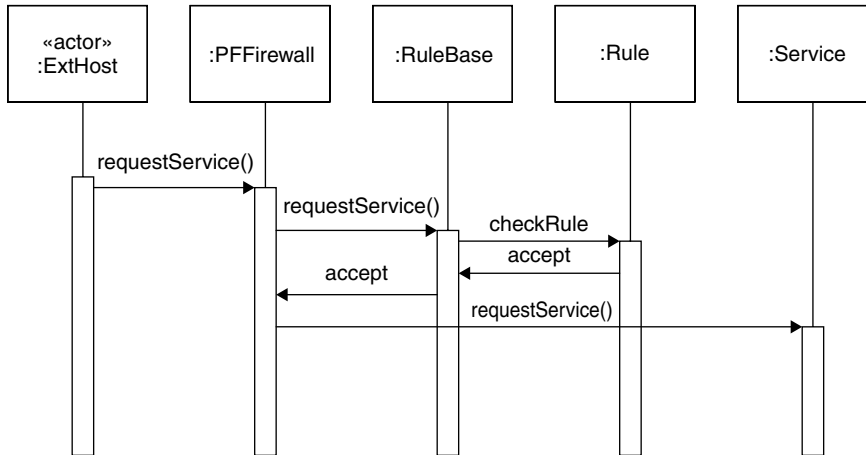 «actor»
:ExtHost
:PFFirewall
:RuleBase
:Rule
:Service
requestService()
requestService()
checkRule
accept
accept
requestService()